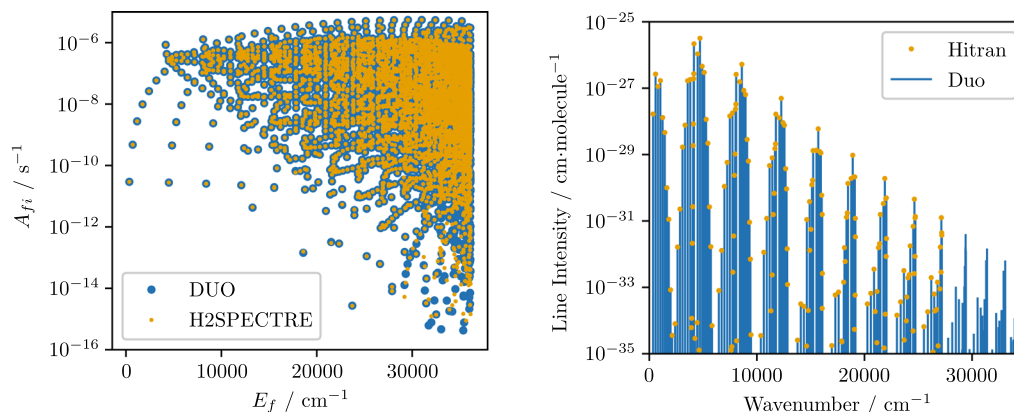 10^{-6}
10^{-8}
10^{-10}
10^{-12}
10^{-14}
10^{-16}
A_{fi} / s^{-1}
DUO
H2SPECTRE
0 10000 20000 30000
E_f / cm^{-1}
10^{-25}
10^{-27}
10^{-29}
10^{-31}
10^{-33}
10^{-35}
Line Intensity / cm·molecule^{-1}
Hitran
Duo
0 10000 20000 30000
Wavenumber / cm^{-1}